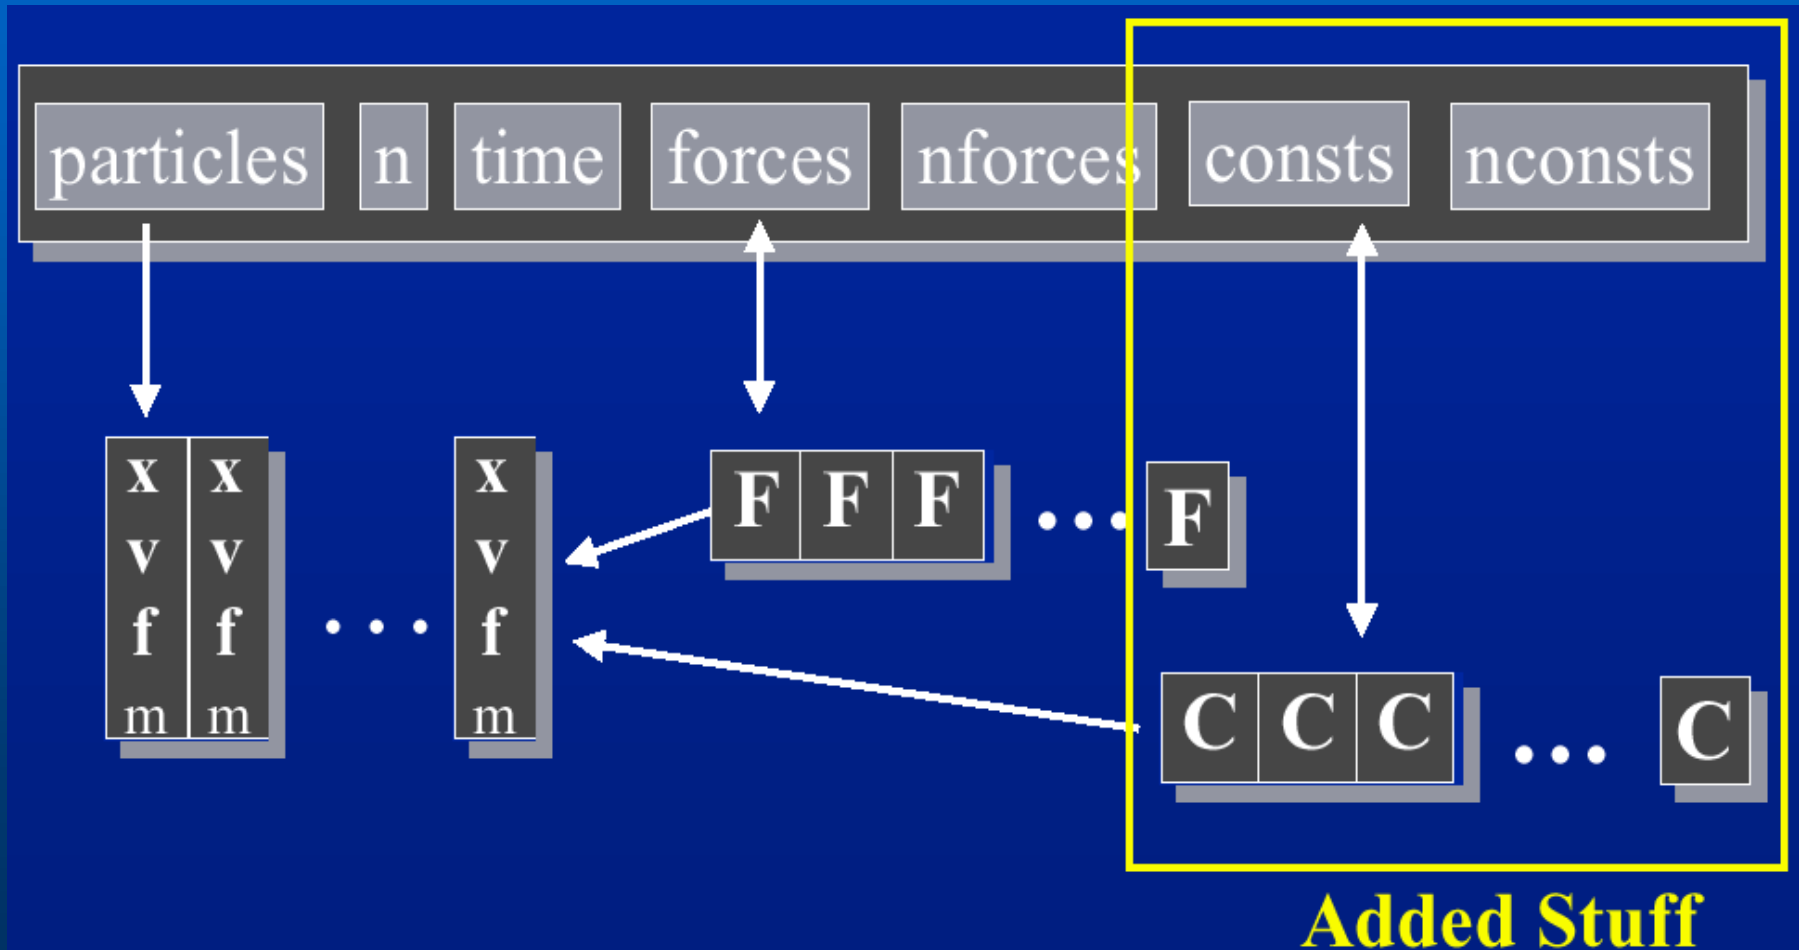 particles n time forces nforces consts nconsts
x x x
v v v
f f f
m m m
F F F ... F
C C C ... C
Added Stuff